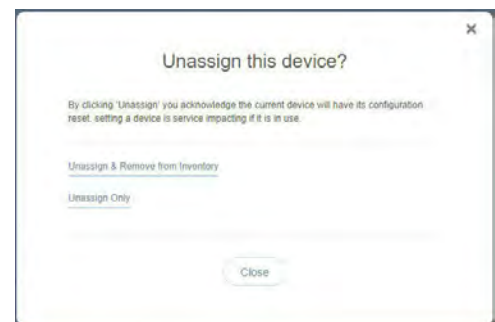 Unassign this device?
By clicking 'Unassign' you acknowledge the current device will have its configuration
reset. setting a device is service impacting if it is in use.
Unassign & Remove from Inventory
Unassign Only
Close